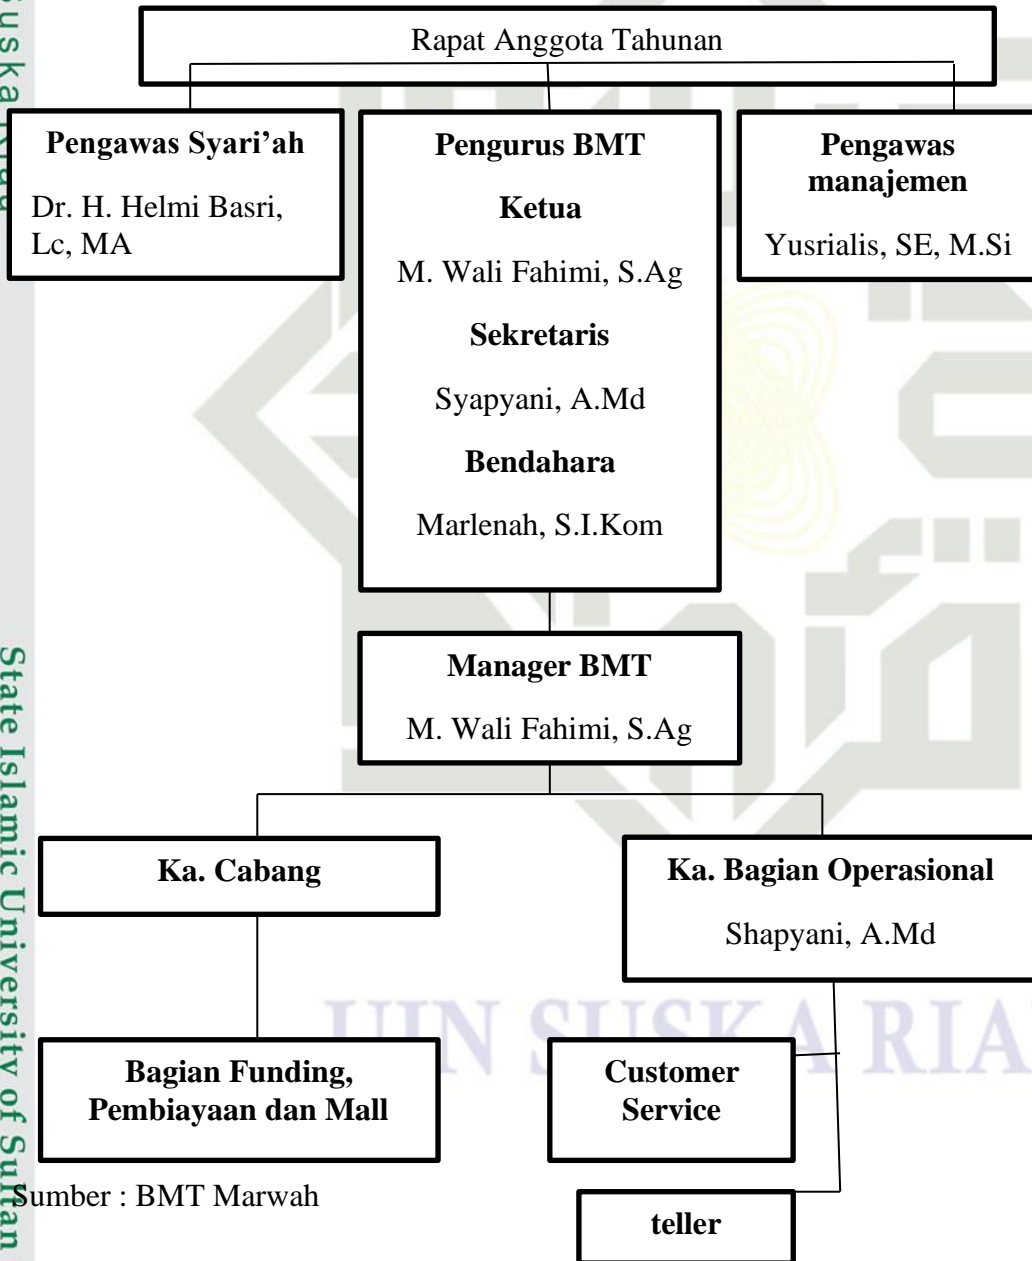 Rapat Anggota Tahunan
Pengawas Syari’ah
Dr. H. Helmi Basri,
Lc, MA
Pengurus BMT
Ketua
M. Wali Fahimi, S.Ag
Sekretaris
Syapyani, A.Md
Bendahara
Marlenah, S.I.Kom
Pengawas
manajemen
Yusrialis, SE, M.Si
Manager BMT
M. Wali Fahimi, S.Ag
Ka. Cabang
Ka. Bagian Operasional
Shapyani, A.Md
Bagian Funding,
Pembiayaan dan Mall
Customer
Service
teller
Sumber : BMT Marwah
UIN SUSKA RIA
Suska
State Islamic University of Sultan